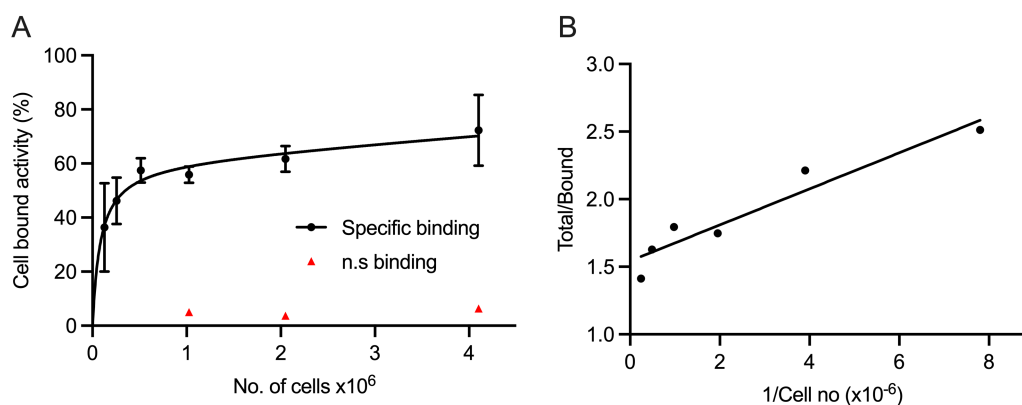 A
Cell bound activity (%)
100
80
60
40
20
0
0
1
2
3
4
No. of cells x10⁶
Specific binding
n.s binding
B
Total/Bound
3.0
2.5
2.0
1.5
1.0
0
2
4
6
8
1/Cell no (x10⁻⁶)